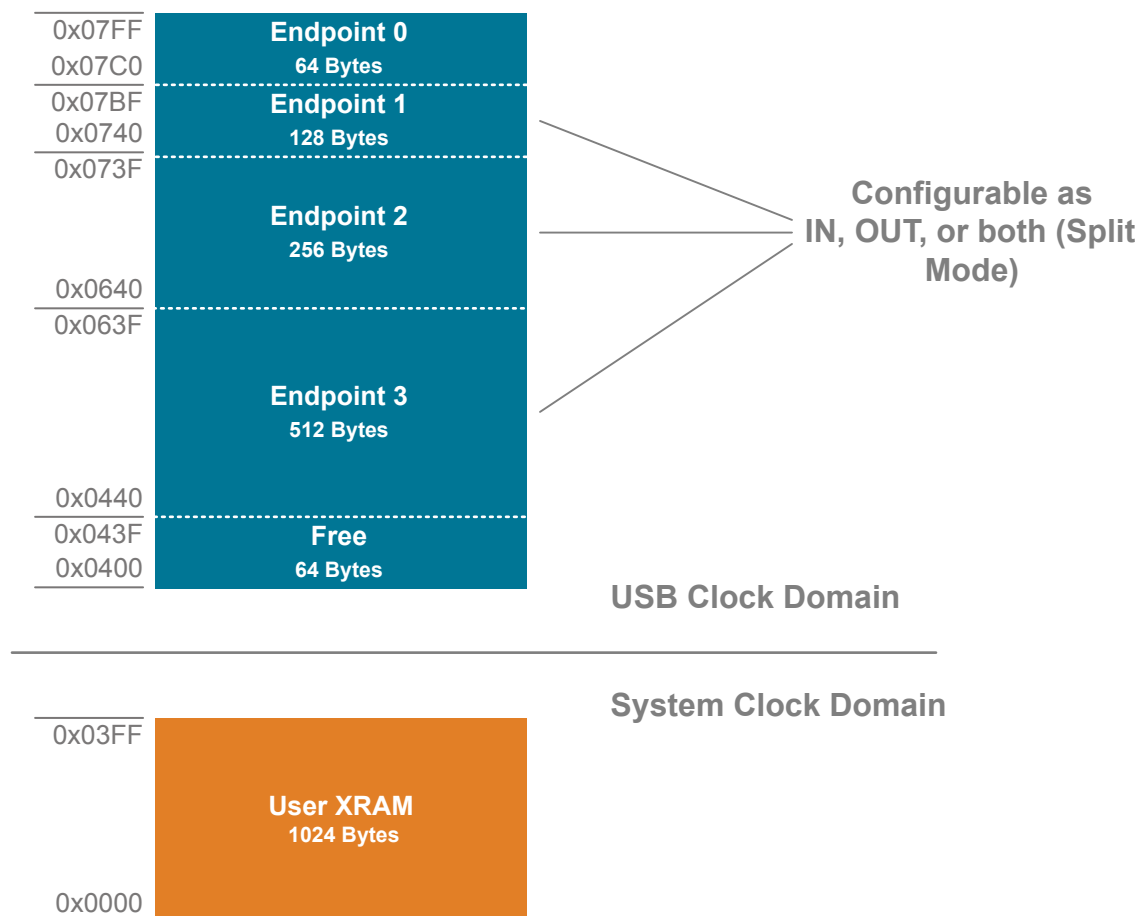 0x07FF
Endpoint 0
0x07C0
64 Bytes
0x07BF
Endpoint 1
0x0740
128 Bytes
0x073F
Endpoint 2
256 Bytes
Configurable as
IN, OUT, or both (Split
Mode)
0x0640
0x063F
Endpoint 3
512 Bytes
0x0440
0x043F
Free
0x0400
64 Bytes
USB Clock Domain
System Clock Domain
0x03FF
User XRAM
1024 Bytes
0x0000